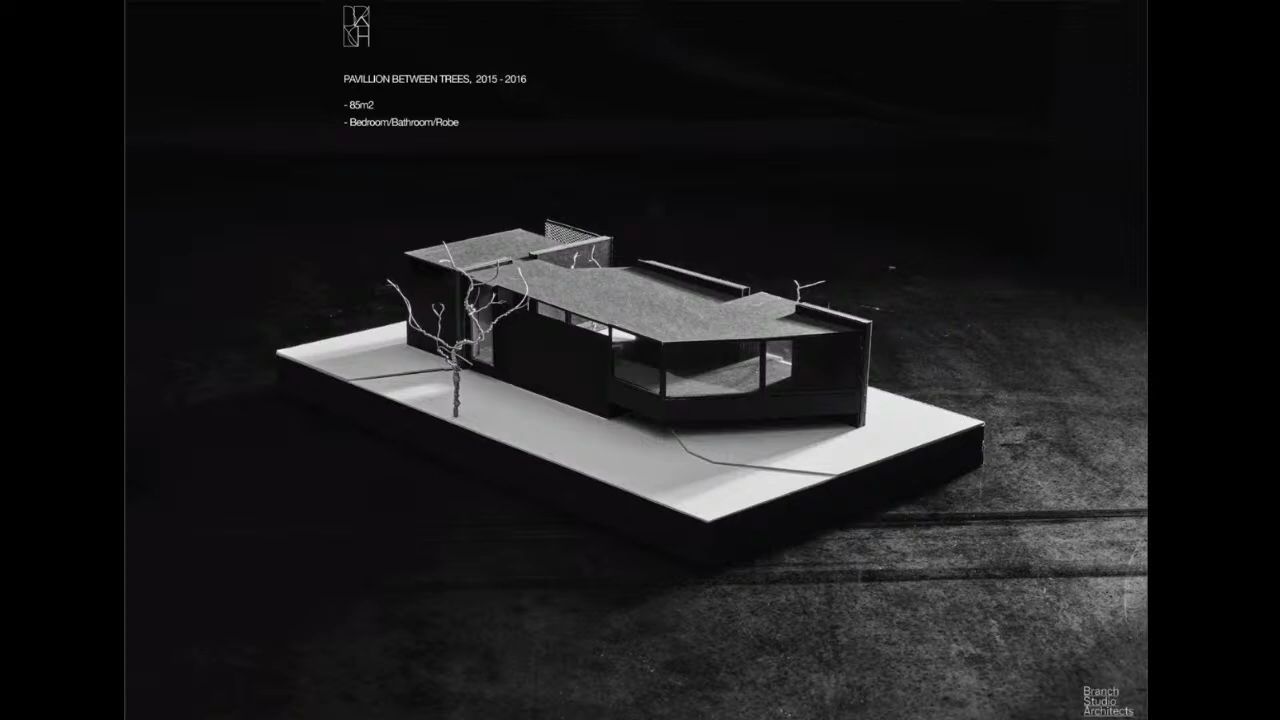 PAVILLION BETWEEN TREES, 2015 - 2016
- 85m2
- Bedroom/Bathroom/Robe
Branch
Studio
Architects